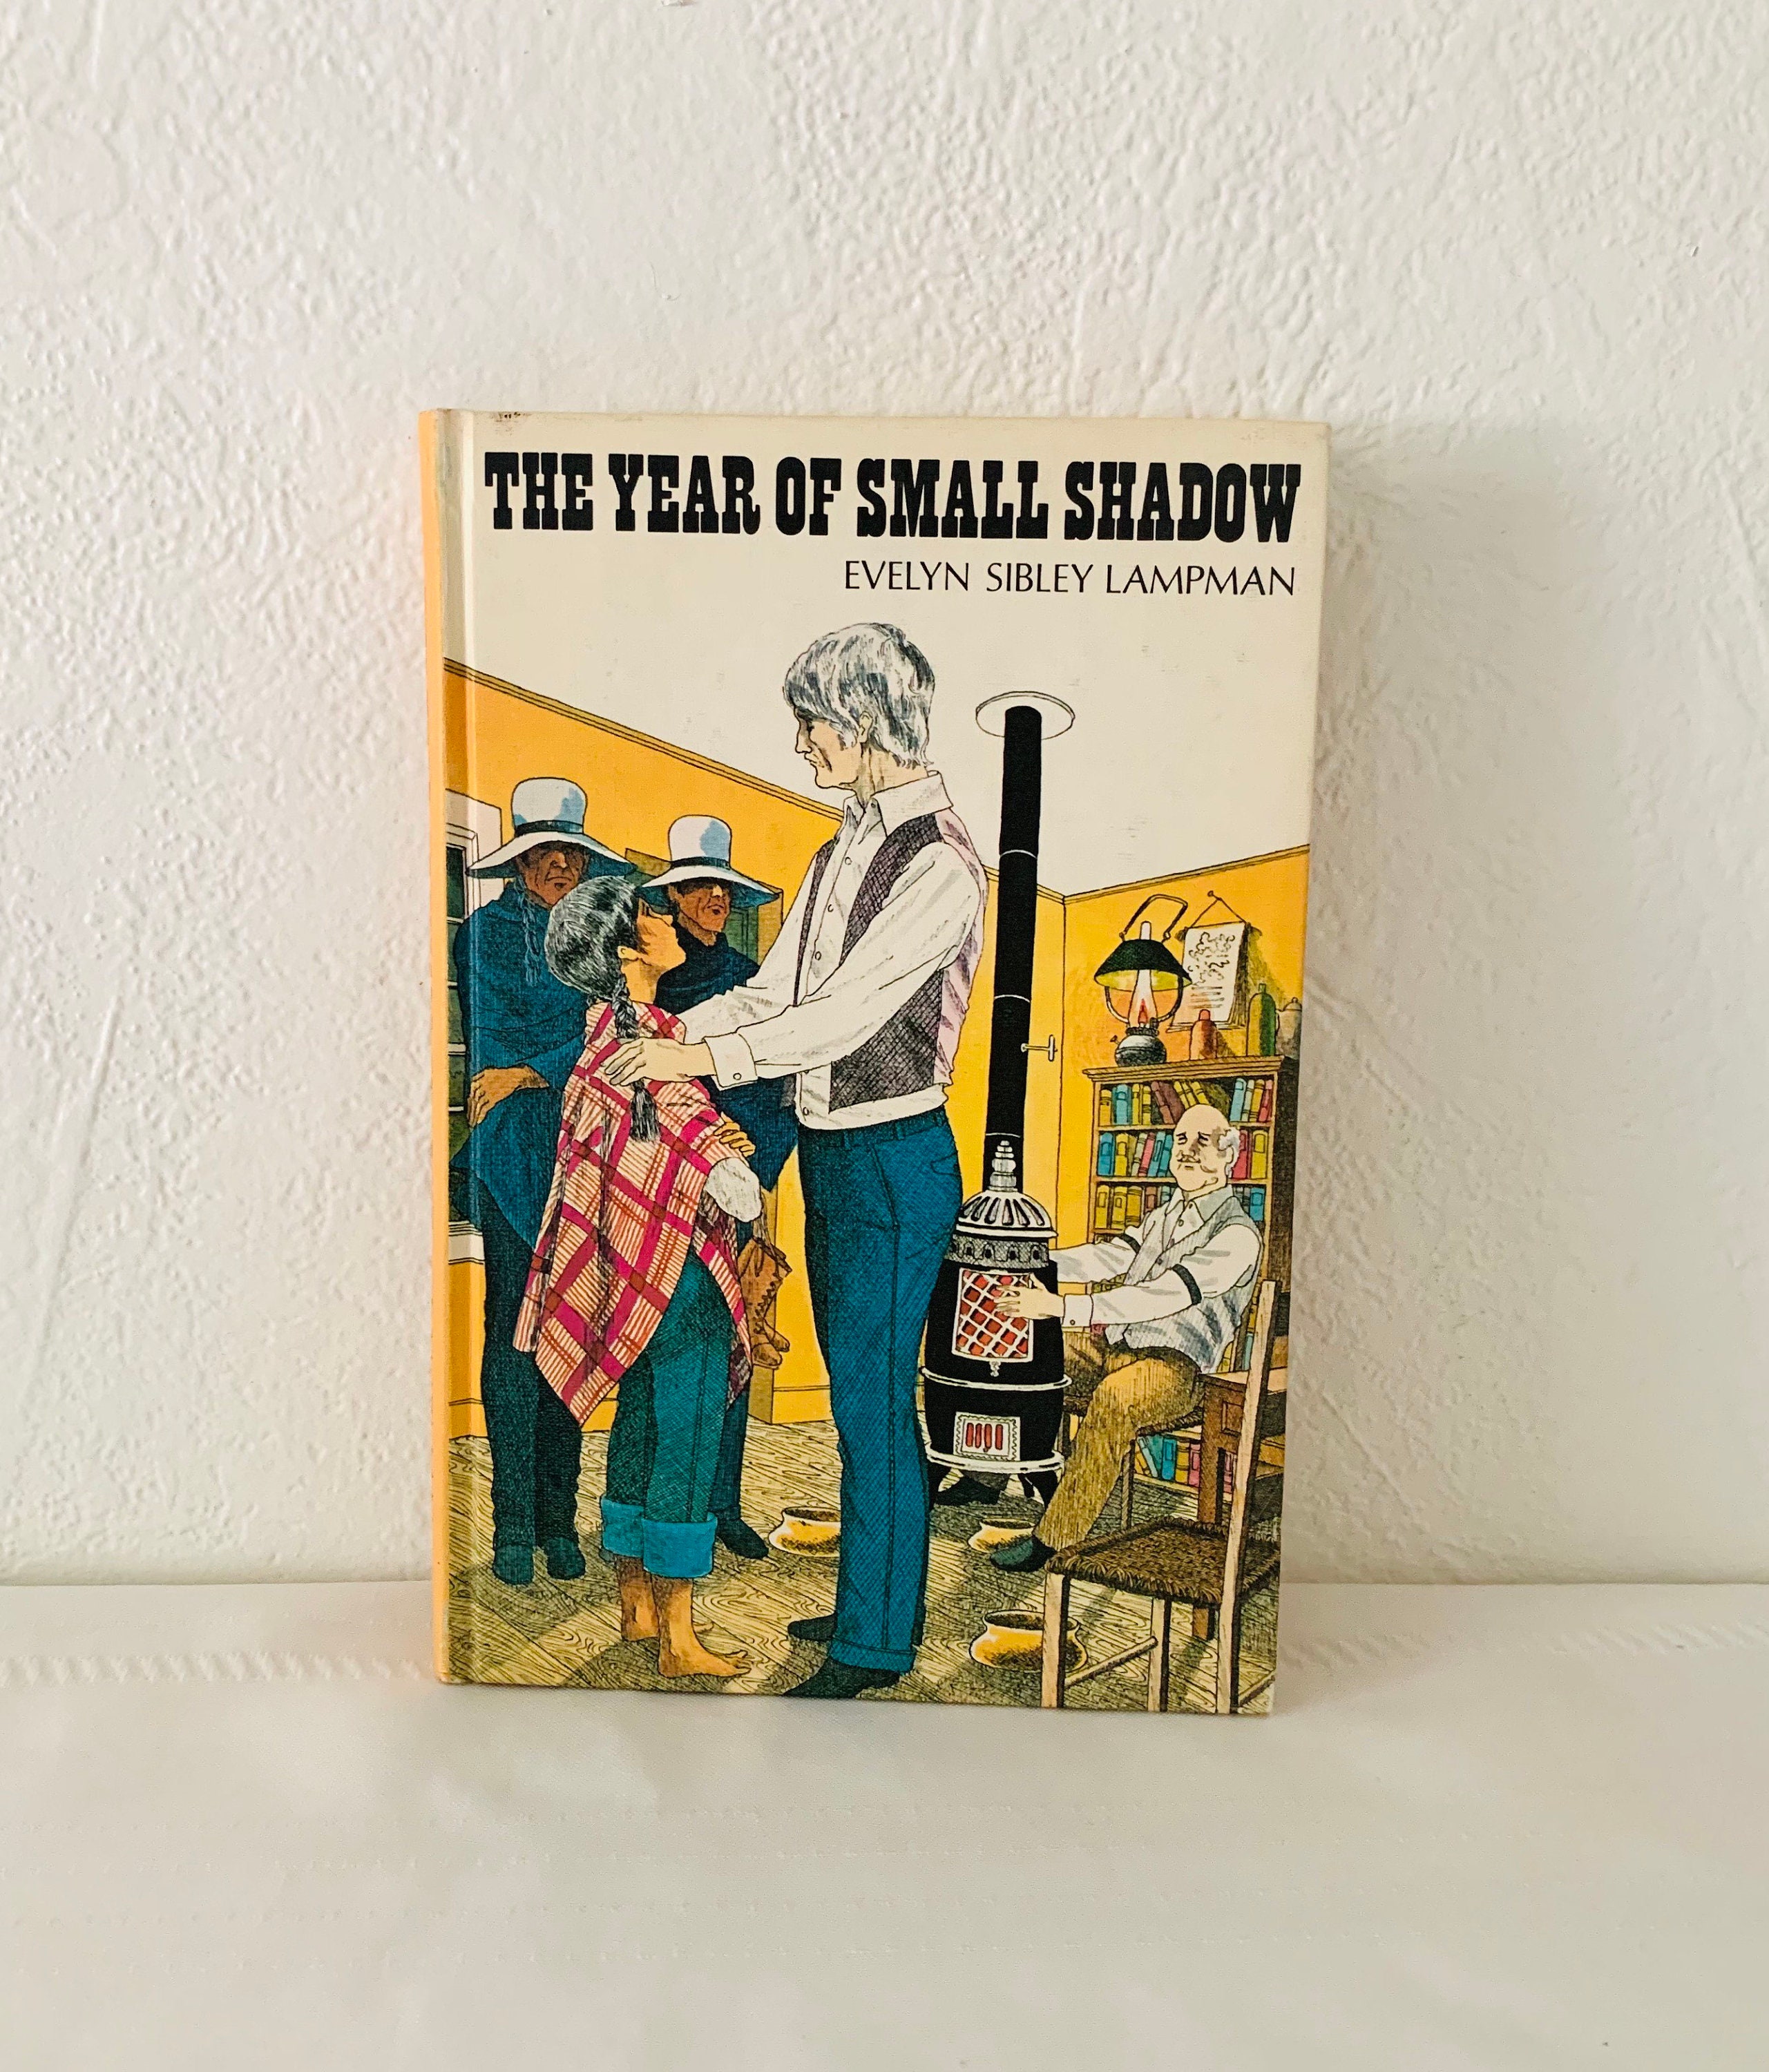 THE YEAR OF SMALL SHADOW
EVELYN SIBLEY LAMPMAN